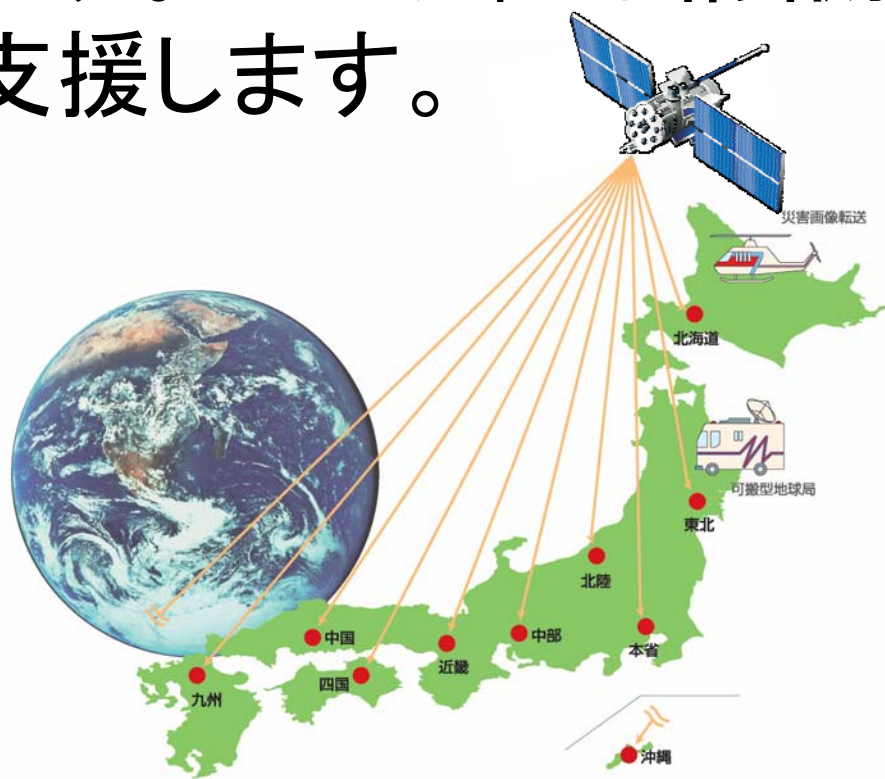 支援します。
災害画像転送
北海道
可搬型地球局
東北
北陸
中国
近畿
中部
本省
九州
四国
沖縄